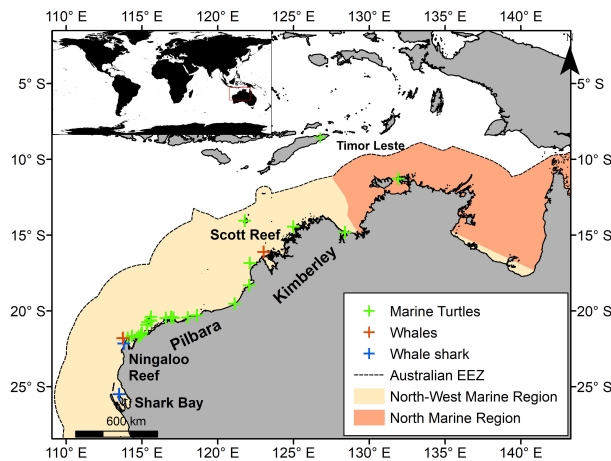 110° E 115° E 120° E 125° E 130° E 135° E 140° E
5° S 5° S
10° S 10° S
15° S 15° S
20° S 20° S
25° S 25° S
Timor Leste
Scott Reef
Kimberley
Pilbara
Ningaloo
Reef
Shark Bay
600 km
Marine Turtles
Whales
Whale shark
Australian EEZ
North-West Marine Region
North Marine Region
110° E 115° E 120° E 125° E 130° E 135° E 140° E